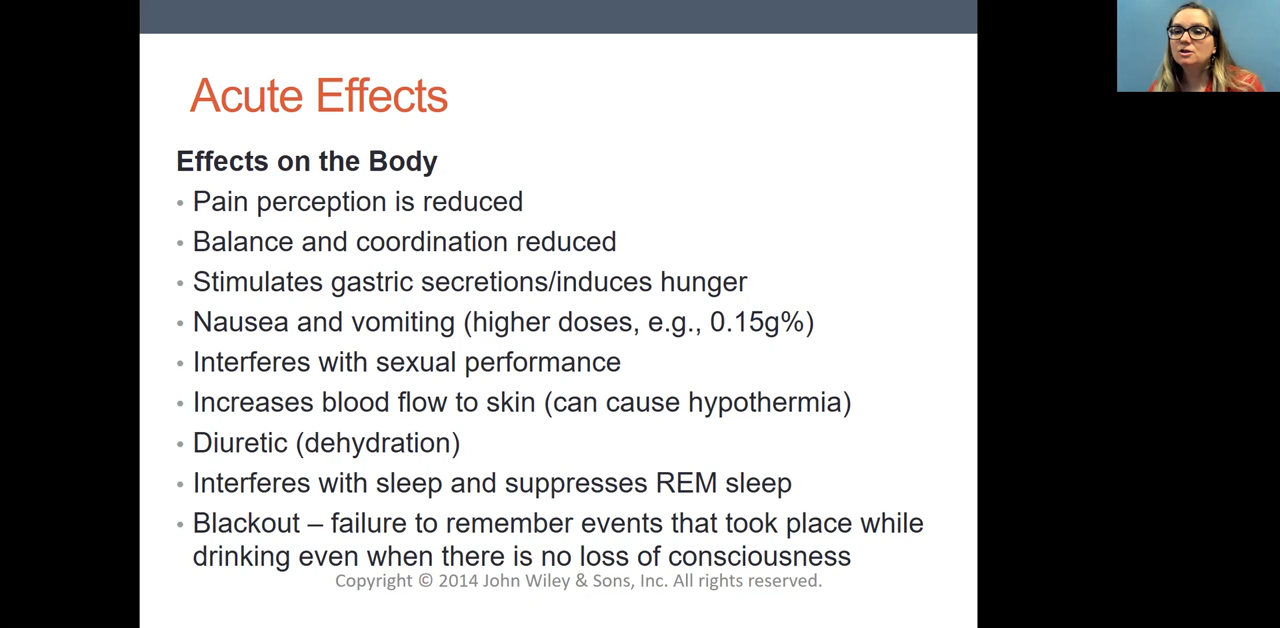 Acute Effects
Effects on the Body
• Pain perception is reduced
• Balance and coordination reduced
• Stimulates gastric secretions/induces hunger
• Nausea and vomiting (higher doses, e.g., 0.15g%)
• Interferes with sexual performance
• Increases blood flow to skin (can cause hypothermia)
• Diuretic (dehydration)
• Interferes with sleep and suppresses REM sleep
• Blackout – failure to remember events that took place while
drinking even when there is no loss of consciousness
Copyright © 2014 John Wiley & Sons, Inc. All rights reserved.